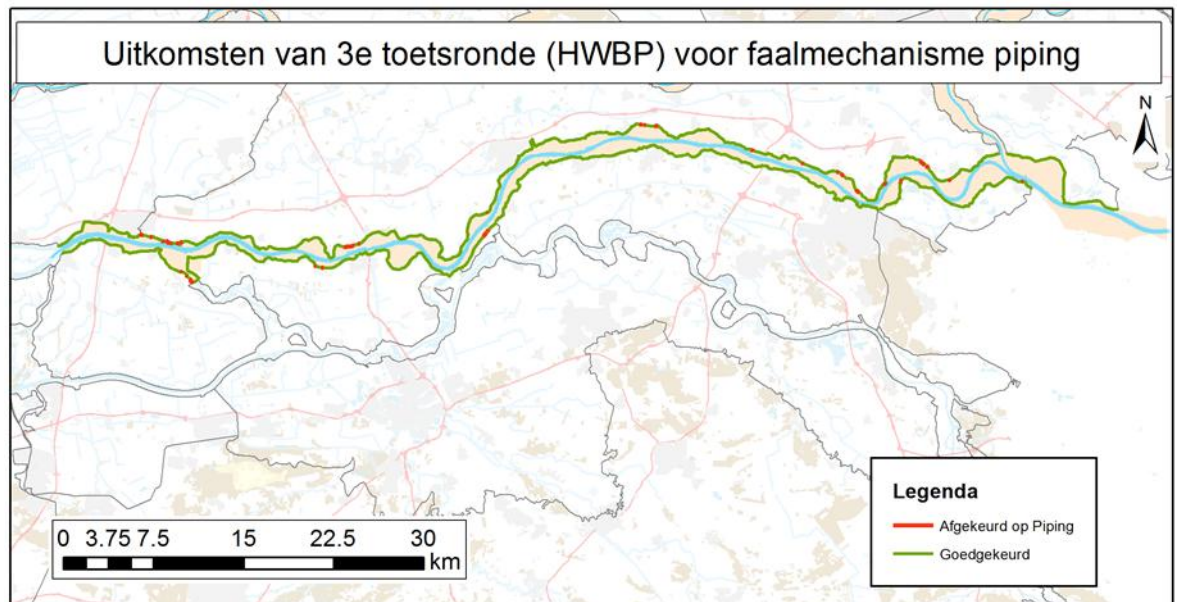 Uitkomsten van 3e toetsronde (HWBP) voor faalmechanisme piping
N
Legenda
Afgekeurd op Piping
Goedgekeurd
0 3.75 7.5 15 22.5 30
km